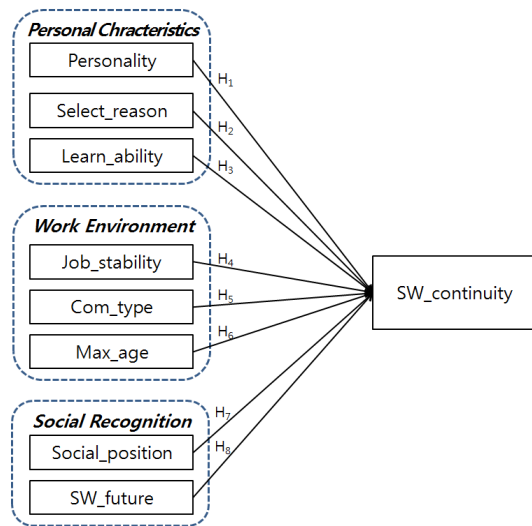 Personal Chracteristics
Personality
H1
Select_reason
H2
Learn_ability
H3
Work Environment
Job_stability
H4
Com_type
H5
Max_age
H6
SW_continuity
Social Recognition
Social_position
H7
SW_future
H8